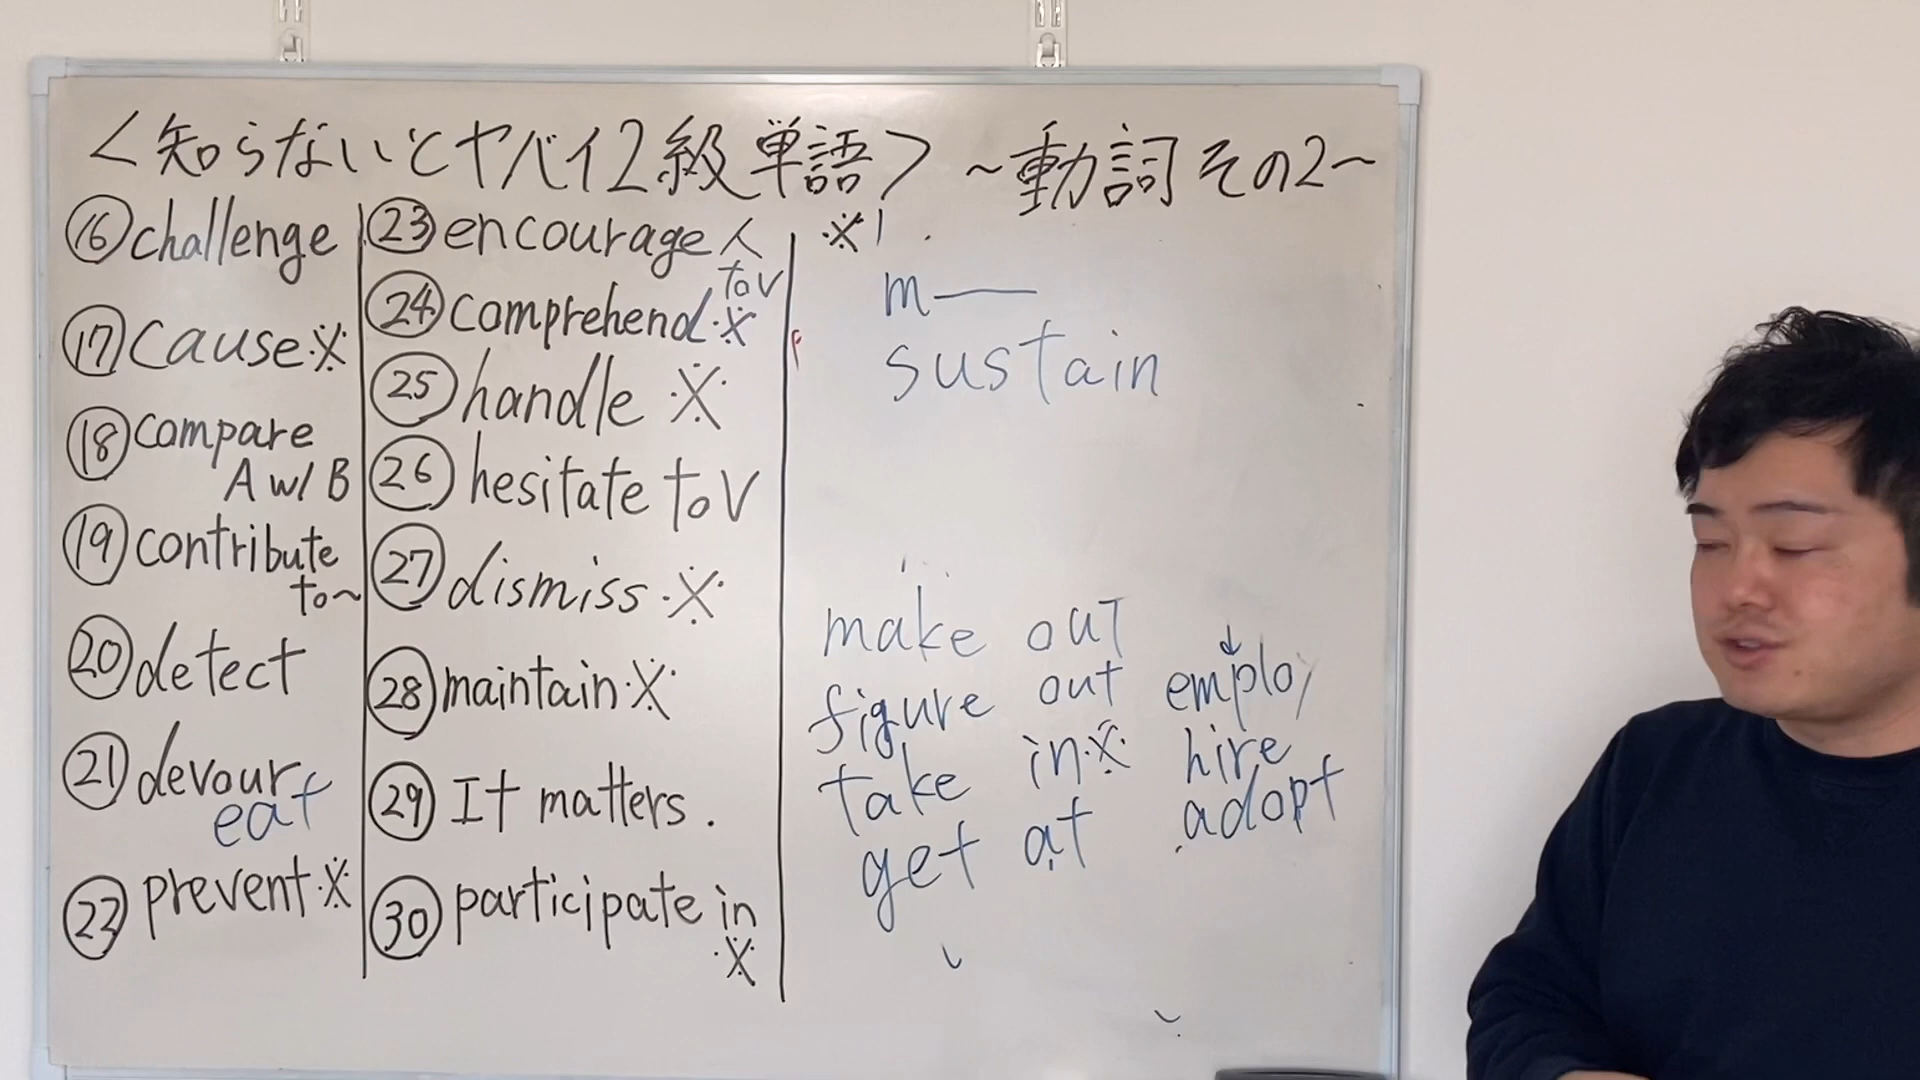 ＜知らないとヤバイ2級単語＞ ～動詞 その2～
⑯challenge
⑰cause※
⑱compare
A w/ B
⑲contribute
to～
⑳detect
㉑devour
eat
㉒prevent※
㉓encourage 人
to V
㉔comprehend※
㉕handle ※
㉖hesitate to V
㉗dismiss※
㉘maintain※
㉙It matters.
㉚participate in
※
※1.
m―
sustain
make out
figure out
take in※
get at
↓
employ
hire
adopt